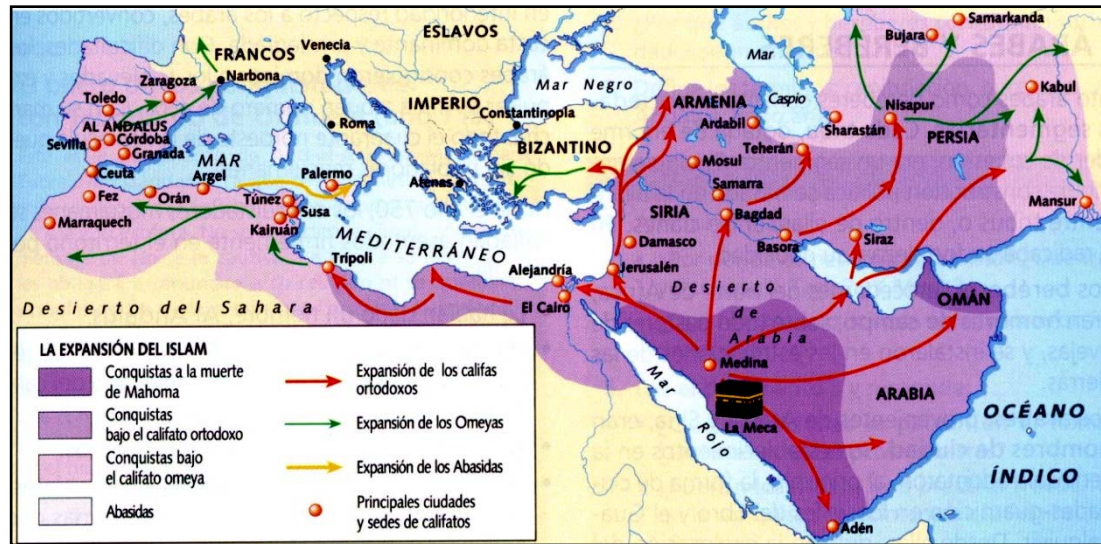 ESLAVOS
FRANCOS
Venecia
Zaragoza
Narbona
Toledo
AL ANDALUS
Córdoba
Sevilla
Granada
Ceuta
Fez
Orán
Argel
Marraquech
MAR
MEDITERRÁNEO
Túnez
Susa
Kairuán
Palermo
Roma
Atenas
IMPERIO
BIZANTINO
Constantinopla
Mar Negro
Mar
Caspio
ARMENIA
Ardabil
Mosul
Samarra
Teherán
Sharastán
Nisapur
PERSIA
Samarkanda
Bujara
Kabul
Mansur
SIRIA
Bagdad
Basora
Siraz
Damasco
Jerusalén
Trípoli
Alejandría
El Cairo
Desierto del Sahara
Desierto
de
Arabia
Medina
La Meca
Mar Rojo
ARABIA
OMÁN
Adén
OCÉANO
ÍNDICO
LA EXPANSIÓN DEL ISLAM
Conquistas a la muerte
de Mahoma
Conquistas
bajo el califato ortodoxo
Conquistas bajo
el califato omeya
Abasidas
Expansión de los califas
ortodoxos
Expansión de los Omeyas
Expansión de los Abasidas
Principales ciudades
y sedes de califatos